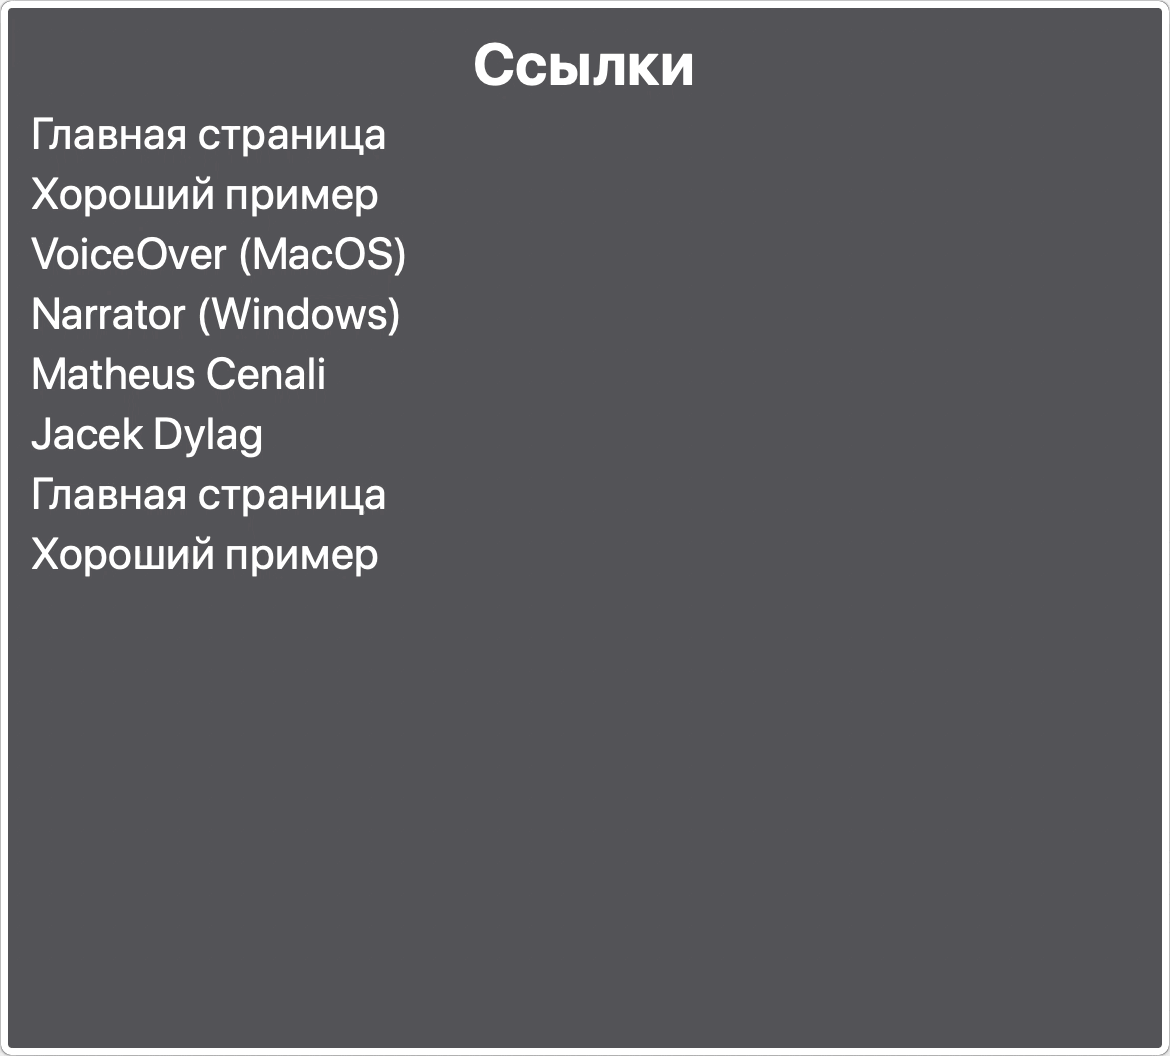 Ссылки
Главная страница
Хороший пример
VoiceOver (MacOS)
Narrator (Windows)
Matheus Cenali
Jacek Dylag
Главная страница
Хороший пример